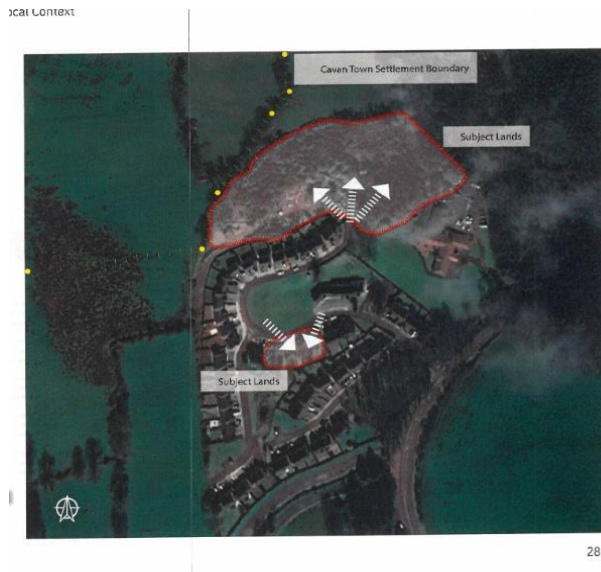 ocal Context
Cavan Town Settlement Boundary
Subject Lands
Subject Lands
28